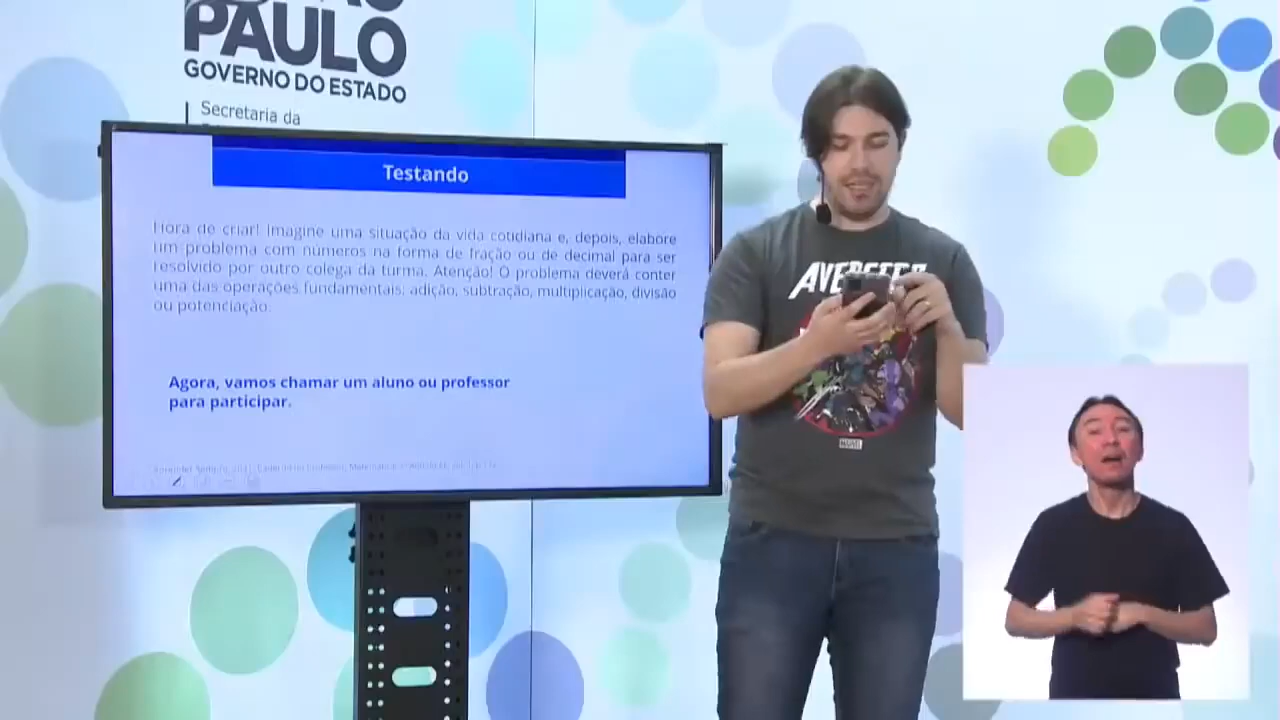 PAULO
GOVERNO DO ESTADO
Secretaria da
Testando
Hora de criar! Imagine uma situação da vida cotidiana e, depois, elabore
um problema com números na forma de fração ou de decimal para ser
resolvido por outro colega da turma. Atenção! O problema deverá conter
uma das operações fundamentais: adição, subtração, multiplicação, divisão
ou potenciação.
Agora, vamos chamar um aluno ou professor
para participar.
AVENGERS
MARVEL